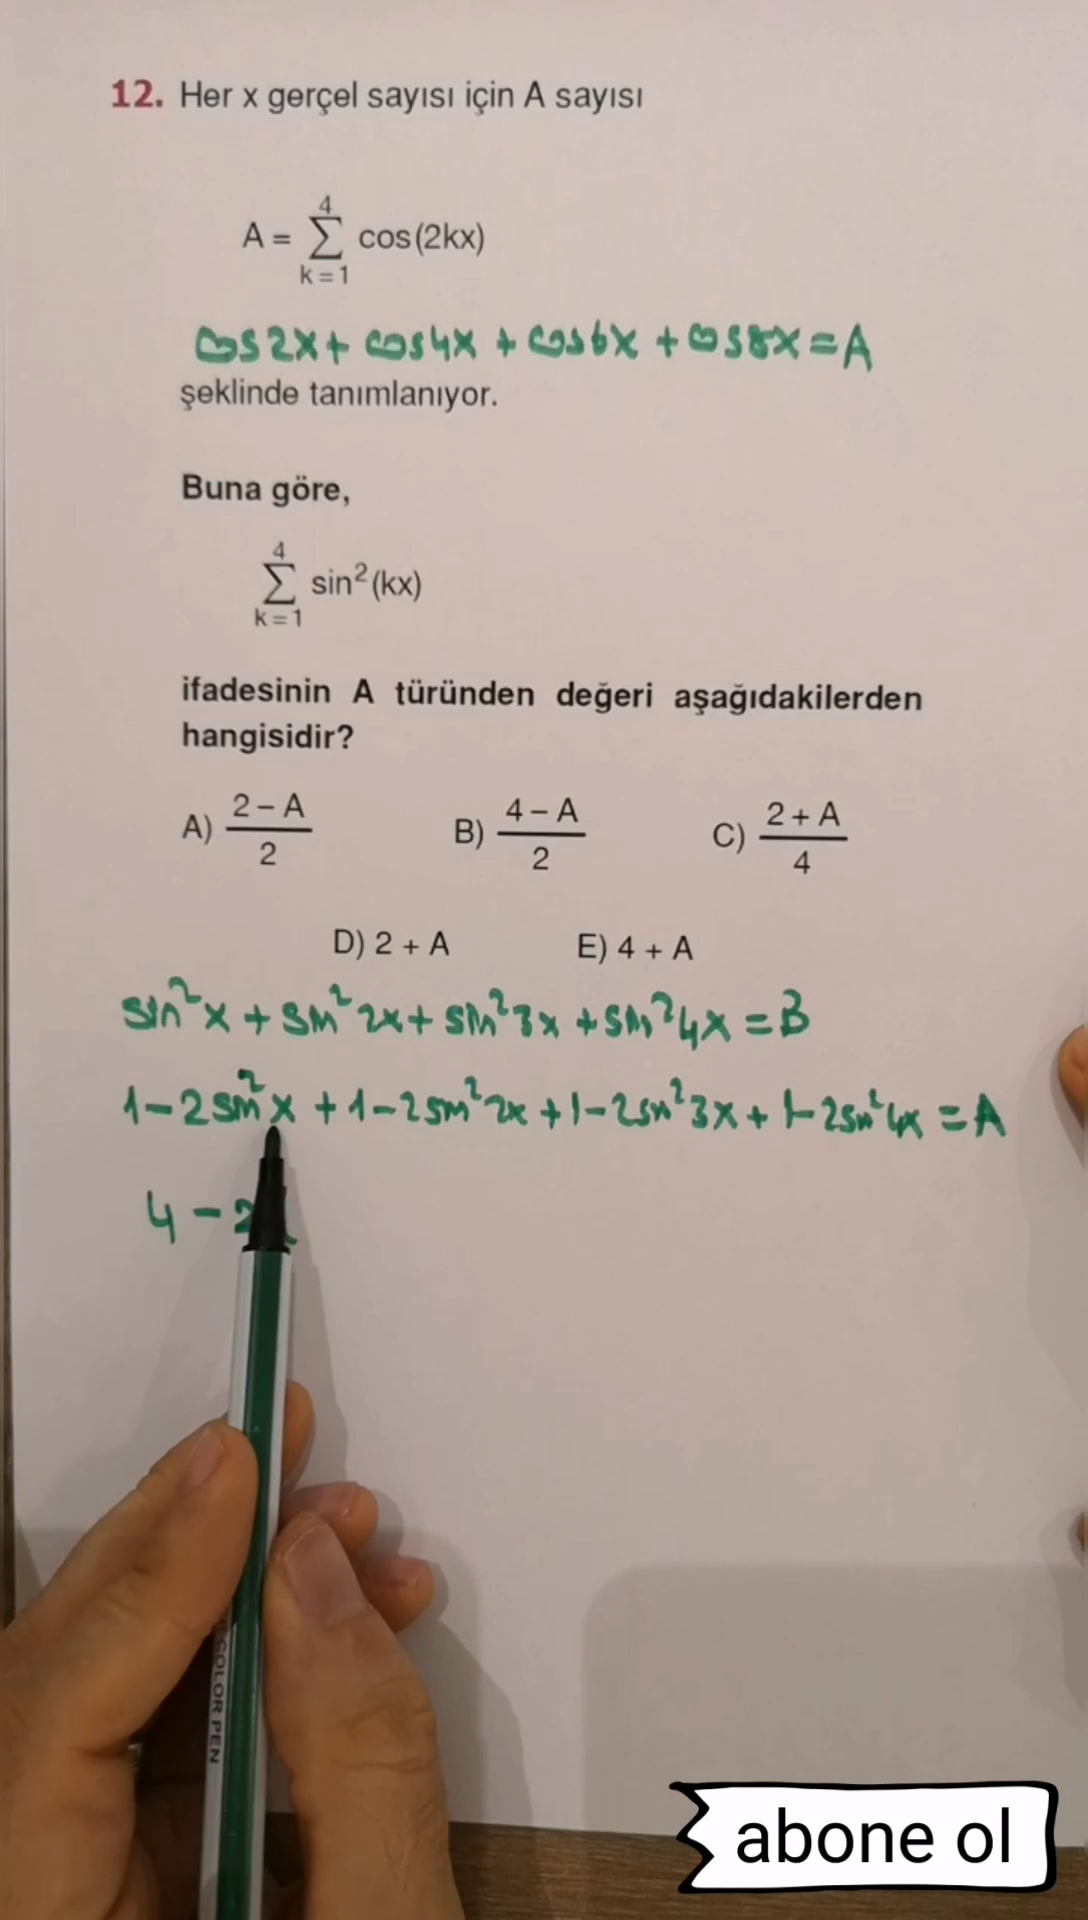 12. Her x gerçel sayısı için A sayısı
4
A = Σ cos(2kx)
k=1
cos2x + cos4x + cos6x + cos8x = A
şeklinde tanımlanıyor.
Buna göre,
4
Σ sin²(kx)
k=1
ifadesinin A türünden değeri aşağıdakilerden
hangisidir?
A) (2 – A)/2 B) (4 – A)/2 C) (2 + A)/4
D) 2 + A E) 4 + A
sin²x + sin²2x + sin²3x + sin²4x = B
1-2sin²x + 1-2sin²2x + 1-2sin²3x + 1-2sin²4x = A
4 - 2(
COLOR PEN
abone ol